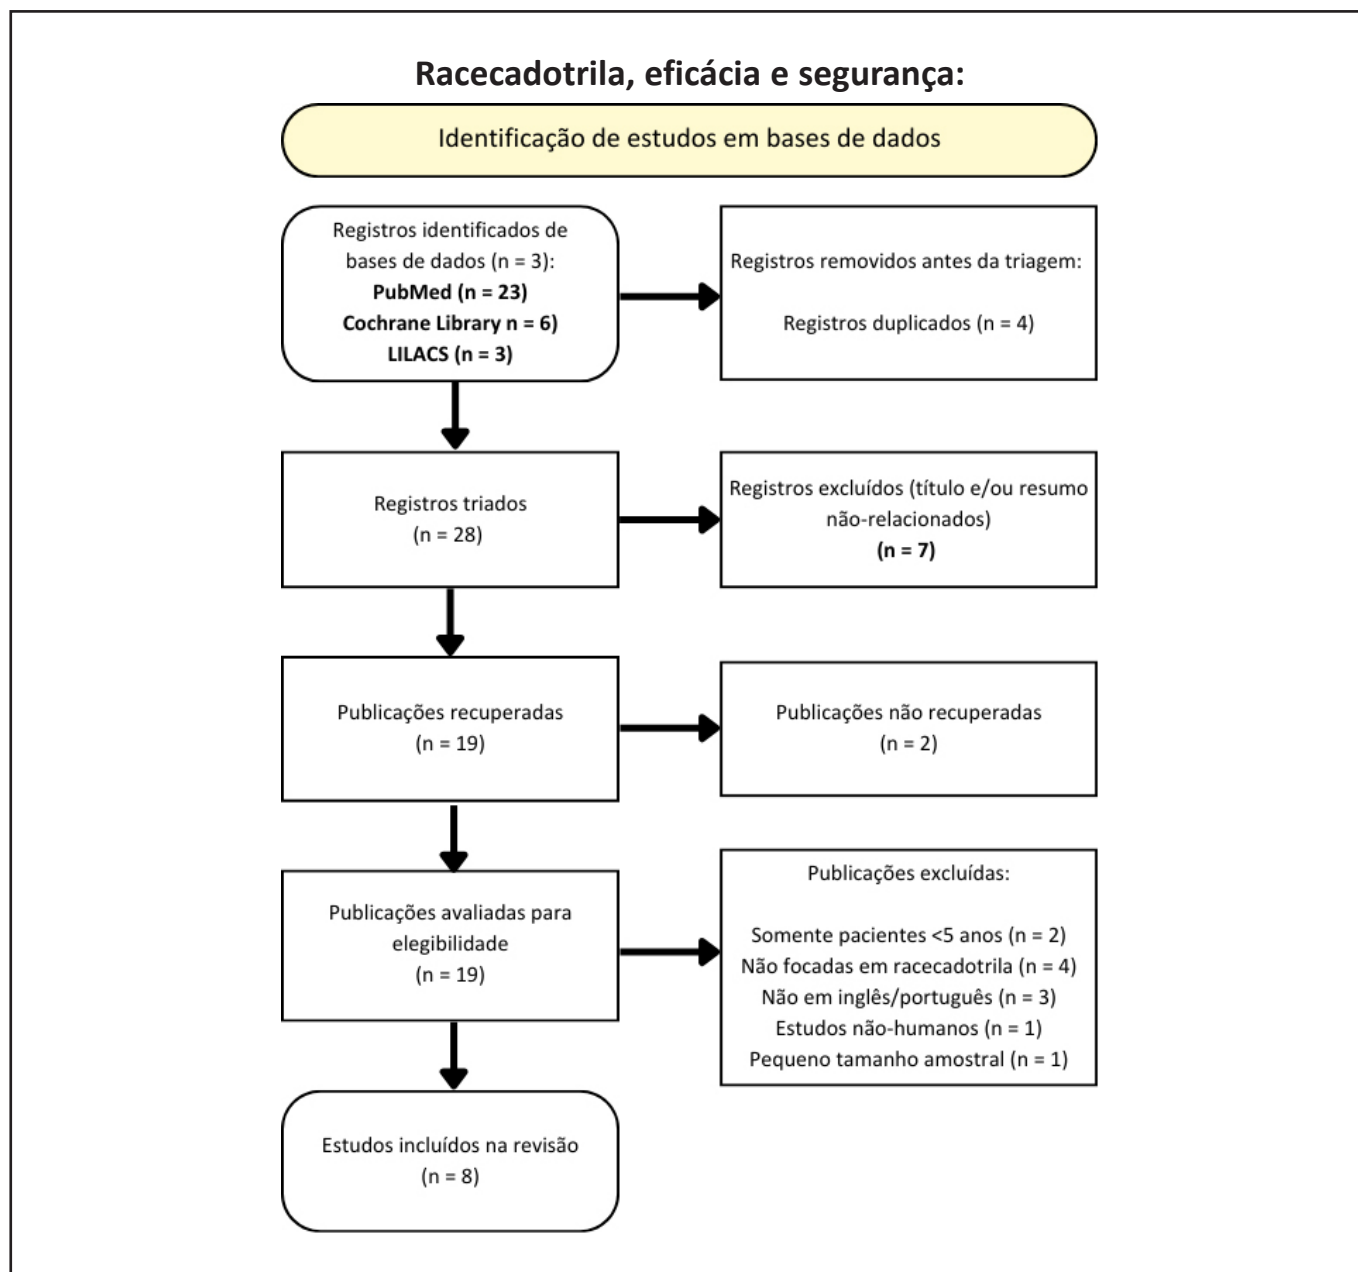 Racecadotrila, eficácia e segurança:
Identificação de estudos em bases de dados
Registros identificados de
bases de dados (n = 3):
PubMed (n = 23)
Cochrane Library n = 6)
LILACS (n = 3)
Registros removidos antes da triagem:
Registros duplicados (n = 4)
Registros triados
(n = 28)
Registros excluídos (título e/ou resumo
não-relacionados)
(n = 7)
Publicações recuperadas
(n = 19)
Publicações não recuperadas
(n = 2)
Publicações avaliadas para
elegibilidade
(n = 19)
Publicações excluídas:
Somente pacientes <5 anos (n = 2)
Não focadas em racecadotrila (n = 4)
Não em inglês/português (n = 3)
Estudos não-humanos (n = 1)
Pequeno tamanho amostral (n = 1)
Estudos incluídos na revisão
(n = 8)